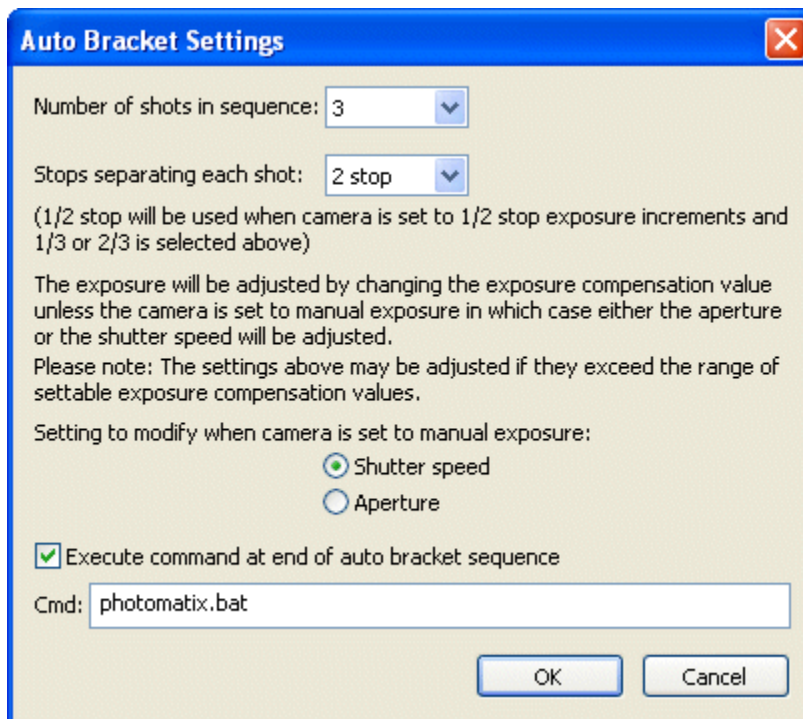 Auto Bracket Settings
Number of shots in sequence: 3
Stops separating each shot: 2 stop
(1/2 stop will be used when camera is set to 1/2 stop exposure increments and
1/3 or 2/3 is selected above)
The exposure will be adjusted by changing the exposure compensation value
unless the camera is set to manual exposure in which case either the aperture
or the shutter speed will be adjusted.
Please note: The settings above may be adjusted if they exceed the range of
settable exposure compensation values.
Setting to modify when camera is set to manual exposure:
Shutter speed
Aperture
Execute command at end of auto bracket sequence
Cmd: photomatix.bat
OK Cancel